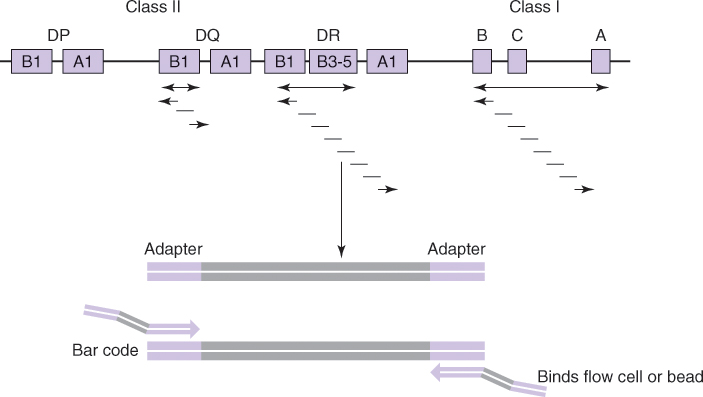 Class II Class I
DP DQ DR B C A
B1 A1 B1 A1 B1 B3-5 A1
Adapter Adapter
Bar code
Binds flow cell or bead